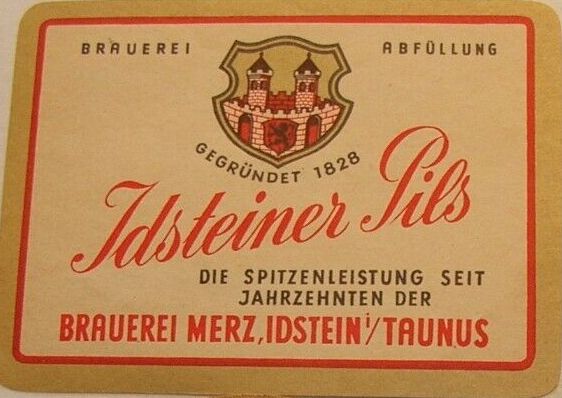 BRAUEREI ABFÜLLUNG
GEGRÜNDET 1828
Idsteiner Pils
DIE SPITZENLEISTUNG SEIT
JAHRZEHNTEN DER
BRAUEREI MERZ, IDSTEIN i/TAUNUS